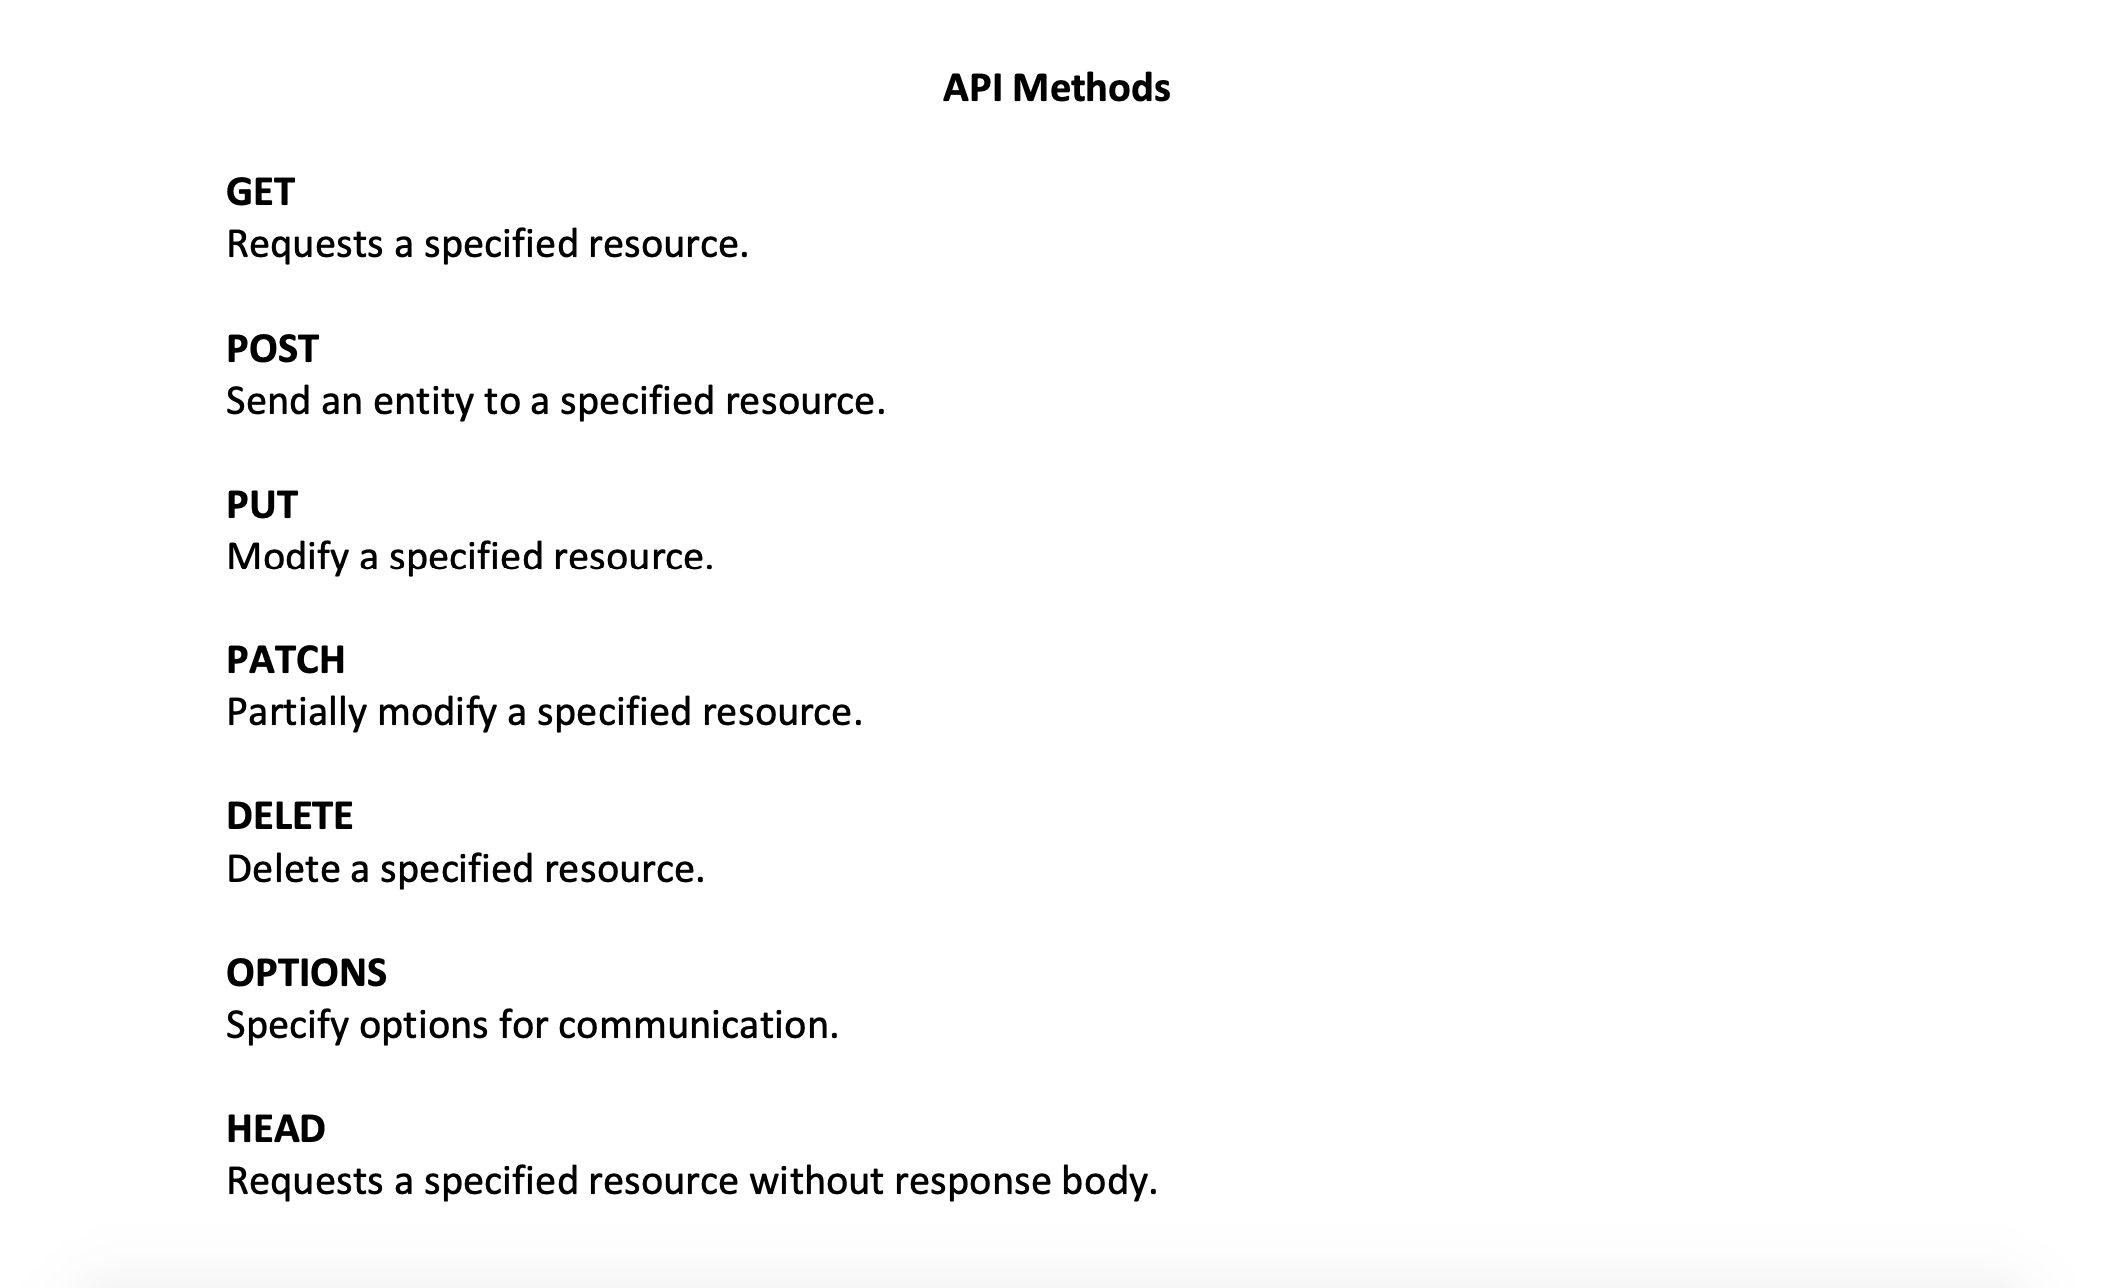 API Methods
GET
Requests a specified resource.
POST
Send an entity to a specified resource.
PUT
Modify a specified resource.
PATCH
Partially modify a specified resource.
DELETE
Delete a specified resource.
OPTIONS
Specify options for communication.
HEAD
Requests a specified resource without response body.